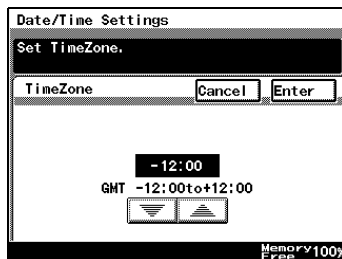 Date/Time Settings
Set TimeZone.
TimeZone Cancel Enter
-12:00
GMT -12:00to+12:00
Memory 100%
Free